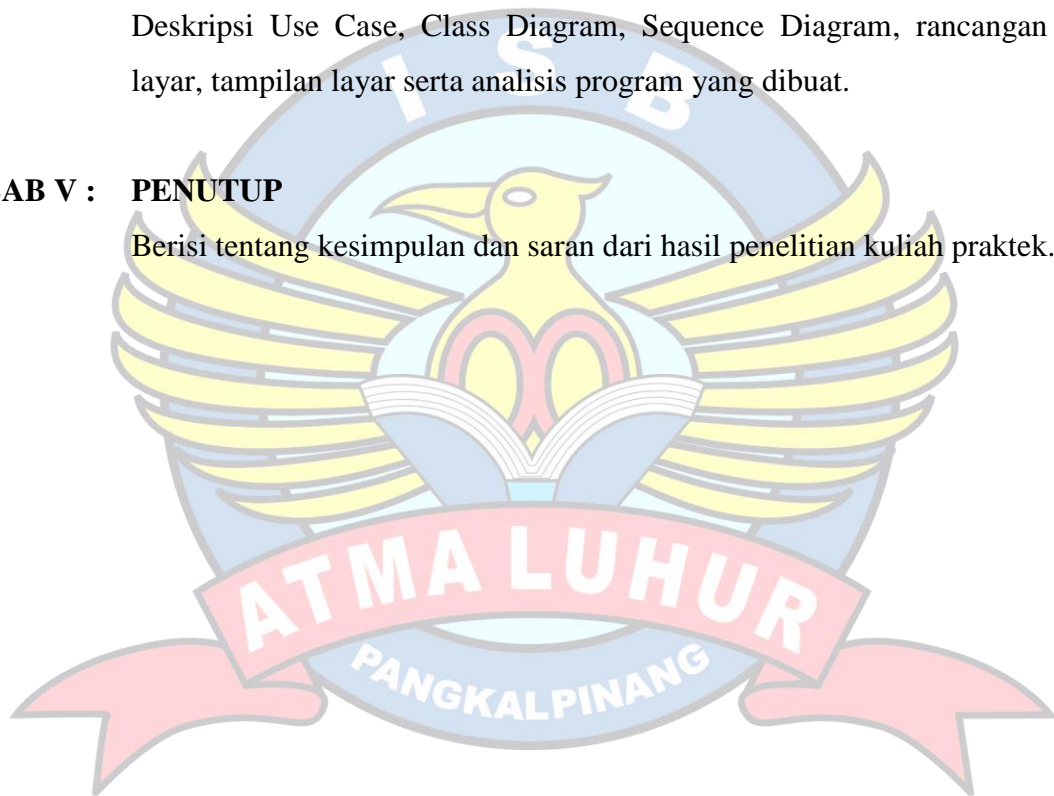 Deskripsi Use Case, Class Diagram, Sequence Diagram, rancangan
layar, tampilan layar serta analisis program yang dibuat.
AB V : PENUTUP
Berisi tentang kesimpulan dan saran dari hasil penelitian kuliah praktek.
I S B
ATMA LUHUR
PANGKALPINANG